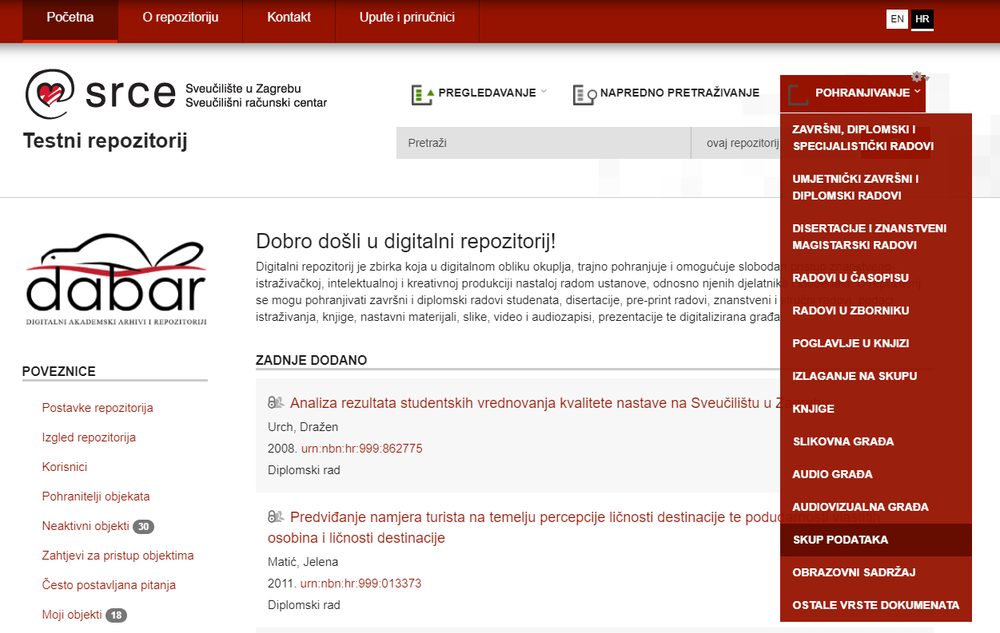 Početna
O repozitoriju
Kontakt
Upute i priručnici
EN
HR
srce
Sveučilište u Zagrebu
Sveučilišni računski centar
Testni repozitorij
PREGLEDAVANJE
NAPREDNO PRETRAŽIVANJE
POHRANJIVANJE
Pretraži
ovaj repozitorij
ZAVRŠNI, DIPLOMSKI I
SPECIJALISTIČKI RADOVI
UMJETNIČKI ZAVRŠNI I
DIPLOMSKI RADOVI
DISERTACIJE I ZNANSTVENI
MAGISTARSKI RADOVI
RADOVI U ČASOPISU
RADOVI U ZBORNIKU
POGLAVLJE U KNJIZI
IZLAGANJE NA SKUPU
KNJIGE
SLIKOVNA GRAĐA
AUDIO GRAĐA
AUDIOVIZUALNA GRAĐA
SKUP PODATAKA
OBRAZOVNI SADRŽAJ
OSTALE VRSTE DOKUMENATA
dabar
DIGITALNI AKADEMSKI ARHIVI I REPOZITORIJI
POVEZNICE
Postavke repozitorija
Izgled repozitorija
Korisnici
Pohranitelji objekata
Neaktivni objekti 30
Zahtjevi za pristup objektima
Često postavljana pitanja
Moji objekti 18
Dobro došli u digitalni repozitorij!
Digitalni repozitorij je zbirka koja u digitalnom obliku okuplja, trajno pohranjuje i omogućuje slobodan pristup znanstveno-
istraživačkoj, intelektualnoj i kreativnoj produkciji nastaloj radom ustanove, odnosno njenih djelatnika
se mogu pohranjivati završni i diplomski radovi studenata, disertacije, pre-print radovi, znanstveni i stručni radovi, podaci
istraživanja, knjige, nastavni materijali, slike, video i audiozapisi, prezentacije te digitalizirana građa
ZADNJE DODANO
Analiza rezultata studentskih vrednovanja kvalitete nastave na Sveučilištu u Zagrebu
Urch, Dražen
2008. urn:nbn:hr:999:862775
Diplomski rad
Predviđanje namjera turista na temelju percepcije ličnosti destinacije te podudarnosti vlastitih
osobina i ličnosti destinacije
Matić, Jelena
2011. urn:nbn:hr:999:013373
Diplomski rad